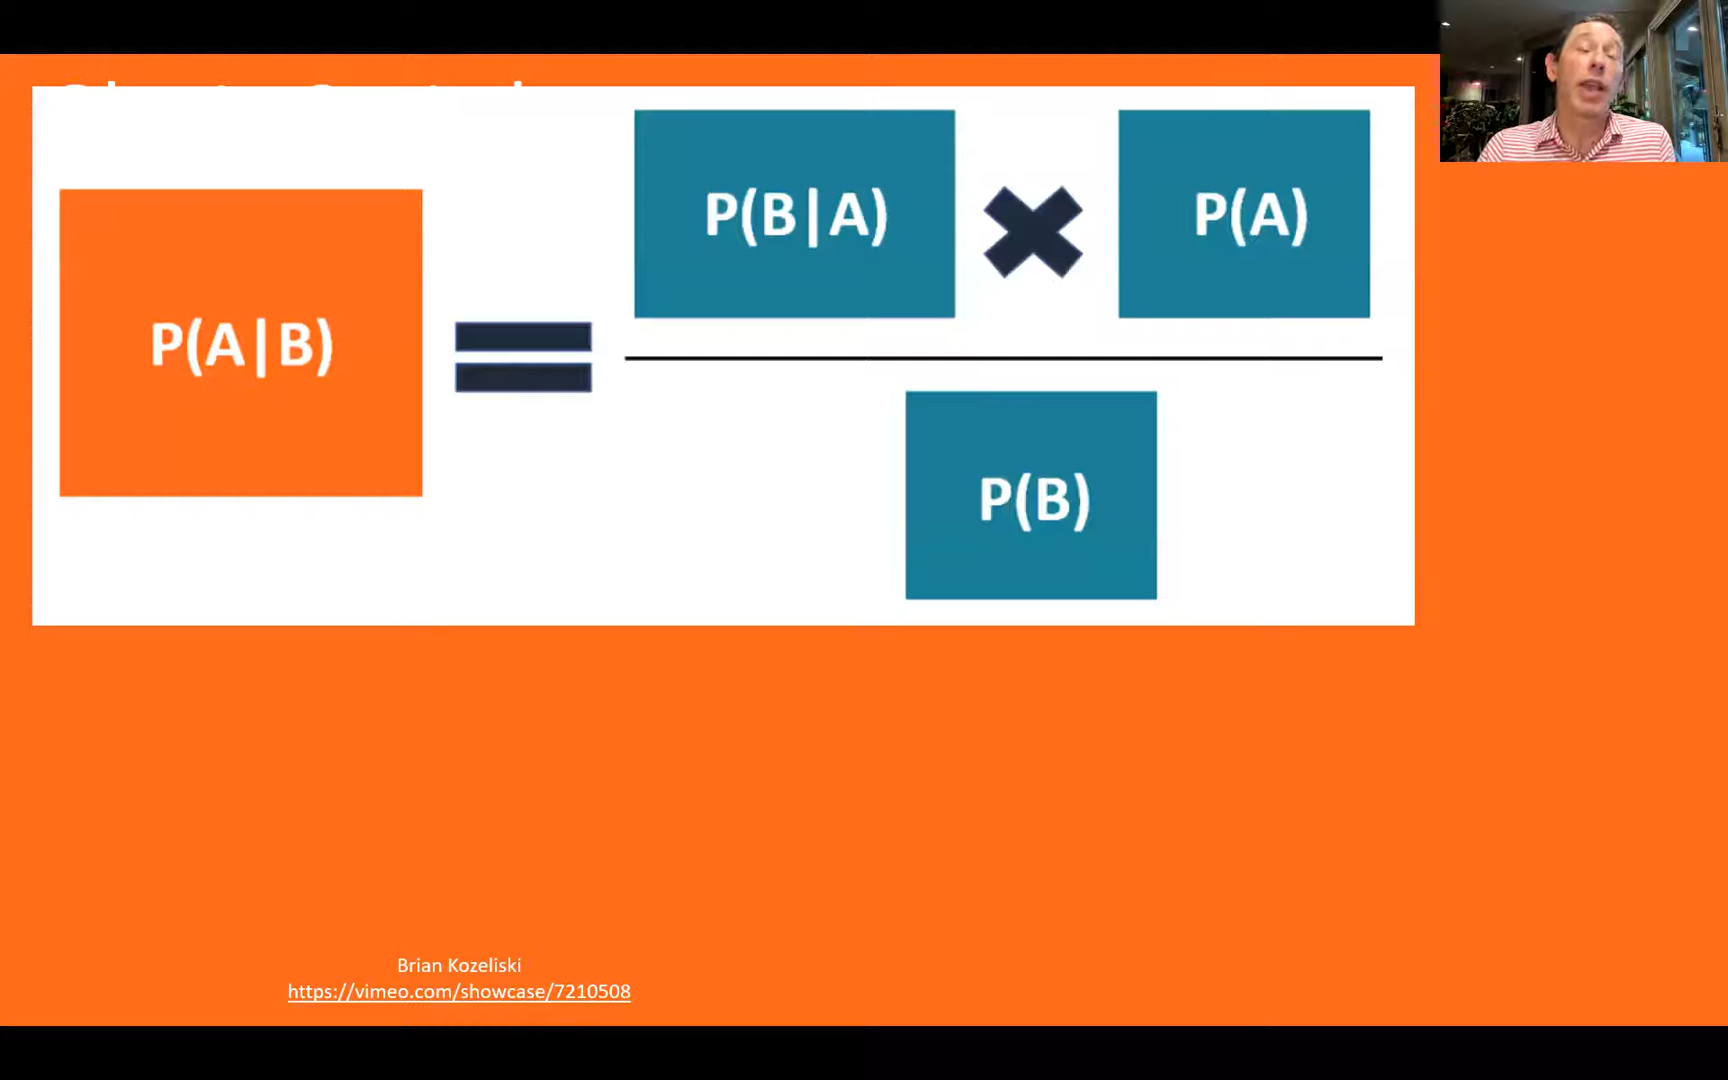 P(B|A)
P(A)
P(A|B)
P(B)
Brian Kozeliski
https://vimeo.com/showcase/7210508